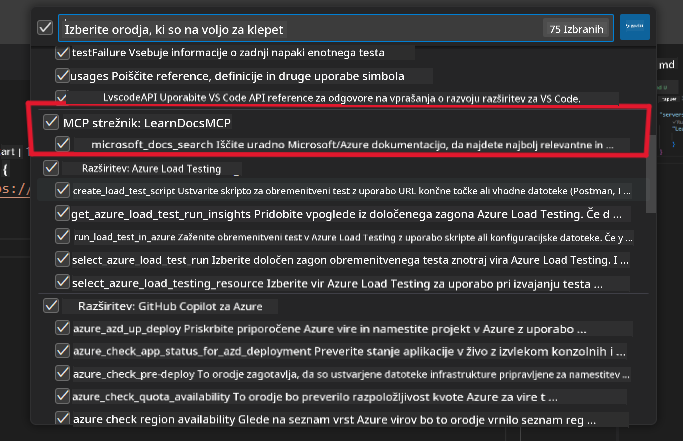 Izberite orodja, ki so na voljo za klepet
75 Izbranih
testFailure Vsebuje informacije o zadnji napaki enotnega testa
usages Poiščite reference, definicije in druge uporabe simbola
LvscodeAPI Uporabite VS Code API reference za odgovore na vprašanja o razvoju razširitev za VS Code.
MCP strežnik: LearnDocsMCP
microsoft_docs_search Iščite uradno Microsoft/Azure dokumentacijo, da najdete najbolj relevantne in ...
Razširitev: Azure Load Testing
create_load_test_script Ustvarite skripto za obremenitveni test z uporabo URL končne točke ali vhodne datoteke (Postman, I ...
get_azure_load_test_run_insights Pridobite vpoglede iz določenega zagona Azure Load Testing. Če d ...
run_load_test_in_azure Zaženite obremenitveni test v Azure Load Testing z uporabo skripte ali konfiguracijske datoteke. Če y ...
select_azure_load_test_run Izberite določen zagon obremenitvenega testa znotraj vira Azure Load Testing. I ...
select_azure_load_testing_resource Izberite vir Azure Load Testing za uporabo pri izvajanju testa ...
Razširitev: GitHub Copilot za Azure
azure_azd_up_deploy Priskrbite priporočene Azure vire in namestite projekt v Azure z uporabo ...
azure_check_app_status_for_azd_deployment Preverite stanje aplikacije v živo z izvlekom konzolnih i ...
azure_check_pre-deploy To orodje zagotavlja, da so ustvarjene datoteke infrastrukture pripravljene za namestitev ...
azure_check_quota_availability To orodje bo preverilo razpoložljivost kvote Azure za vire t ...
azure check region availability Glede na seznam vrst Azure virov bo to orodje vrnilo seznam reg ...
md
art |
{
s://
"servers